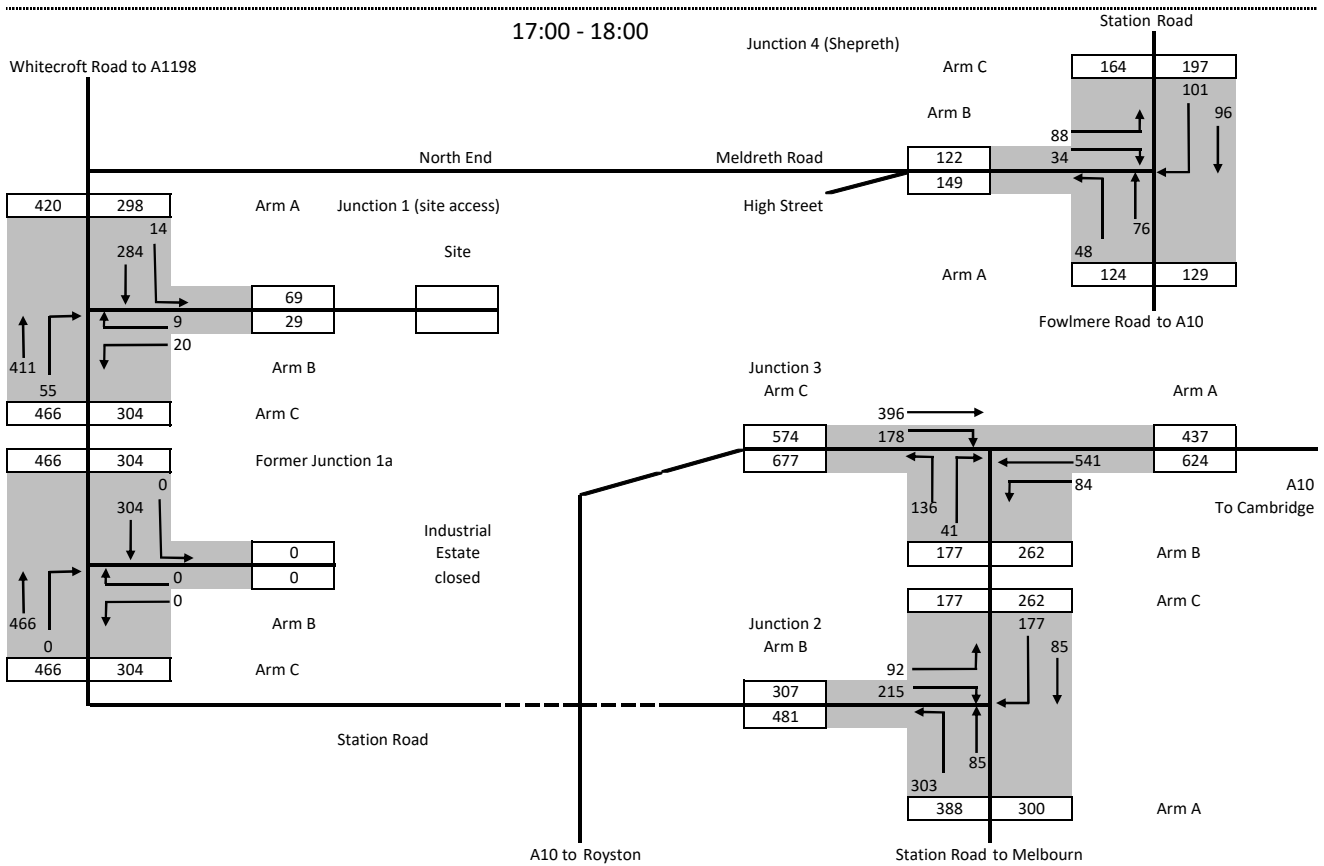 17:00 - 18:00
Station Road
Junction 4 (Shepreth)
Whitecroft Road to A1198
Arm C
164 197
101
Arm B
96
88
North End
Meldreth Road
122
34
149
420 298
Arm A
Junction 1 (site access)
High Street
14
76
284
Site
48
Arm A
124 129
69
9
29
Fowlmere Road to A10
20
411
Arm B
Junction 3
55
Arm C
Arm A
466 304
Arm C
396
574
178
437
677
541
624
466 304
Former Junction 1a
0
84
A10
304
136
To Cambridge
Industrial
41
0
Estate
177 262
Arm B
0
0
closed
0
177 262
Arm C
466
Arm B
Junction 2
177
0
Arm B
85
466 304
Arm C
92
307
215
481
Station Road
85
303
388 300
Arm A
A10 to Royston
Station Road to Melbourn